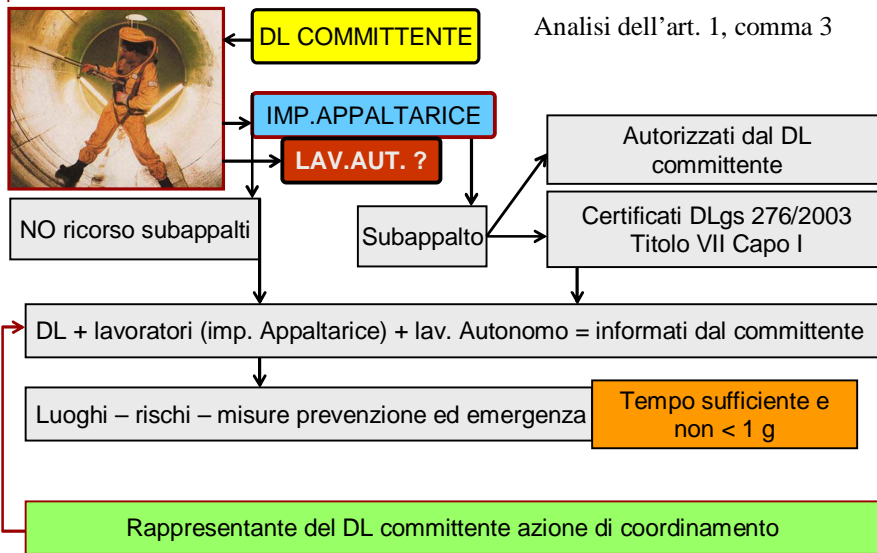 DL COMMITTENTE
Analisi dell'art. 1, comma 3
IMP.APPALTARICE
LAV.AUT. ?
Autorizzati dal DL
committente
NO ricorso subappalti
Subappalto
Certificati DLgs 276/2003
Titolo VII Capo I
DL + lavoratori (imp. Appaltarice) + lav. Autonomo = informati dal committente
Luoghi – rischi – misure prevenzione ed emergenza
Tempo sufficiente e
non < 1 g
Rappresentante del DL committente azione di coordinamento